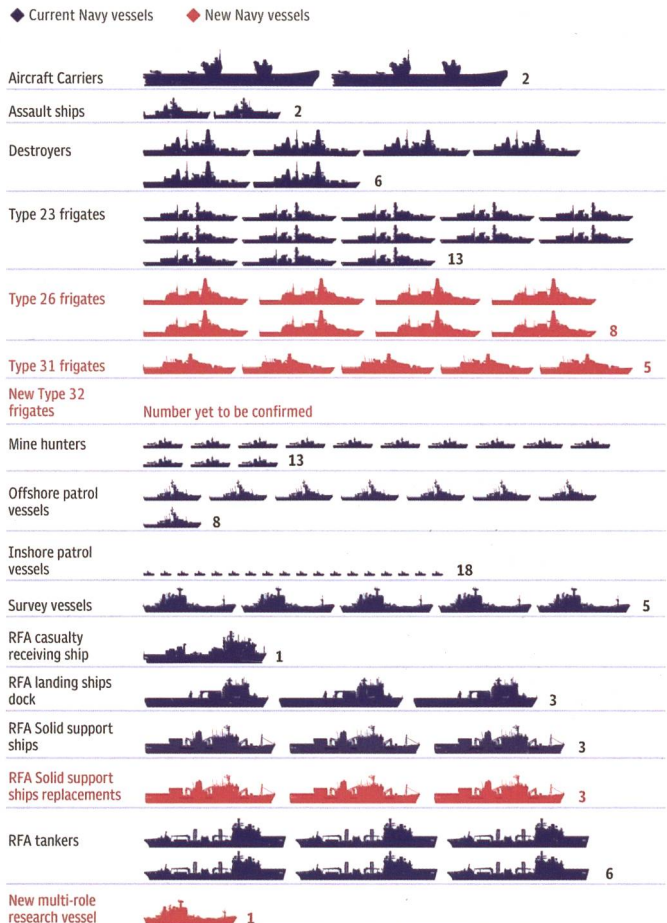 Current Navy vessels New Navy vessels
Aircraft Carriers 2
Assault ships 2
Destroyers
6
Type 23 frigates
13
Type 26 frigates
8
Type 31 frigates 5
New Type 32
frigates Number yet to be confirmed
Mine hunters
13
Offshore patrol
vessels
8
Inshore patrol
vessels 18
Survey vessels 5
RFA casualty
receiving ship 1
RFA landing ships
dock 3
RFA Solid support
ships 3
RFA Solid support
ships replacements 3
RFA tankers
6
New multi-role
research vessel 1